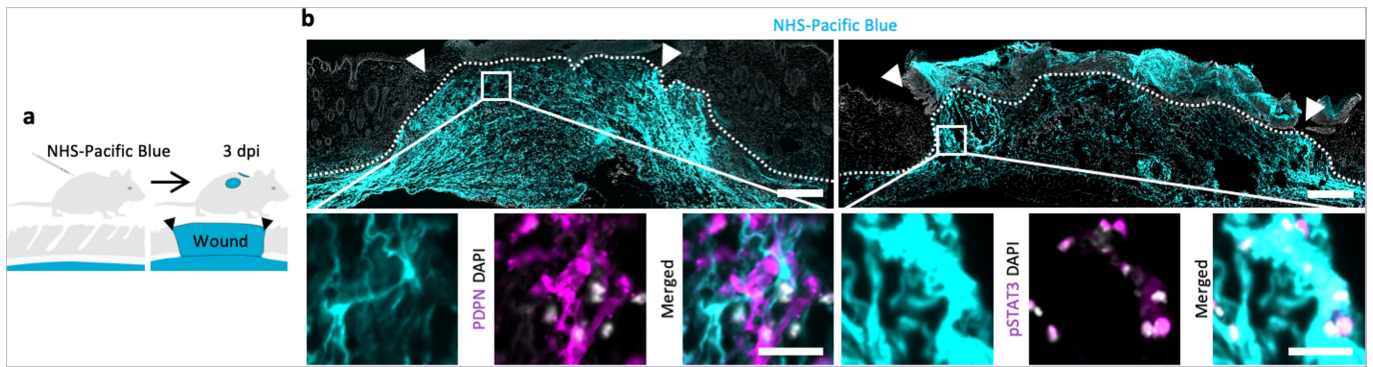 a
NHS-Pacific Blue
3 dpi
Wound
b
NHS-Pacific Blue
PDPN DAPI
Merged
pSTAT3 DAPI
Merged